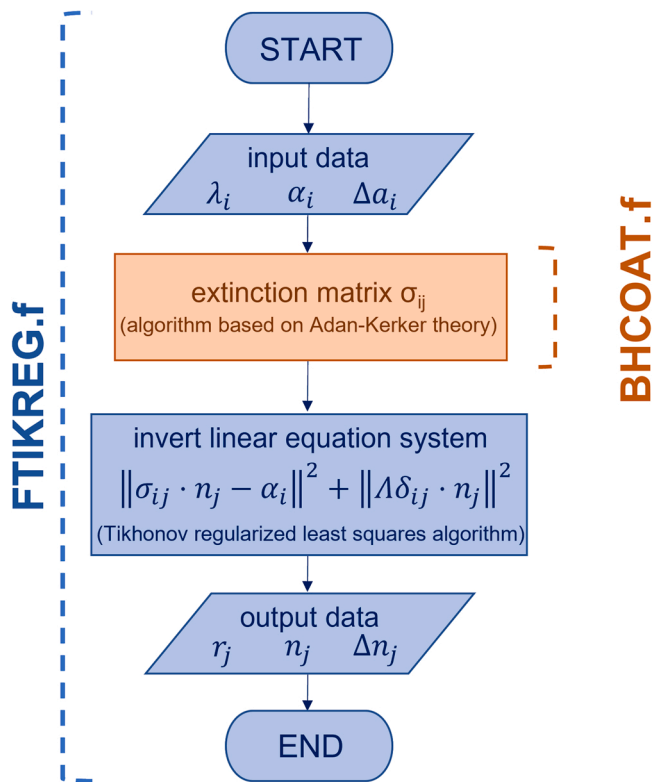 START
input data
λᵢ αᵢ Δaᵢ
extinction matrix σᵢⱼ
(algorithm based on Adan-Kerker theory)
invert linear equation system
‖σᵢⱼ · nⱼ − αᵢ‖² + ‖Λδᵢⱼ · nⱼ‖²
(Tikhonov regularized least squares algorithm)
output data
rⱼ nⱼ Δnⱼ
END
FTIKREG.f
BHCOAT.f